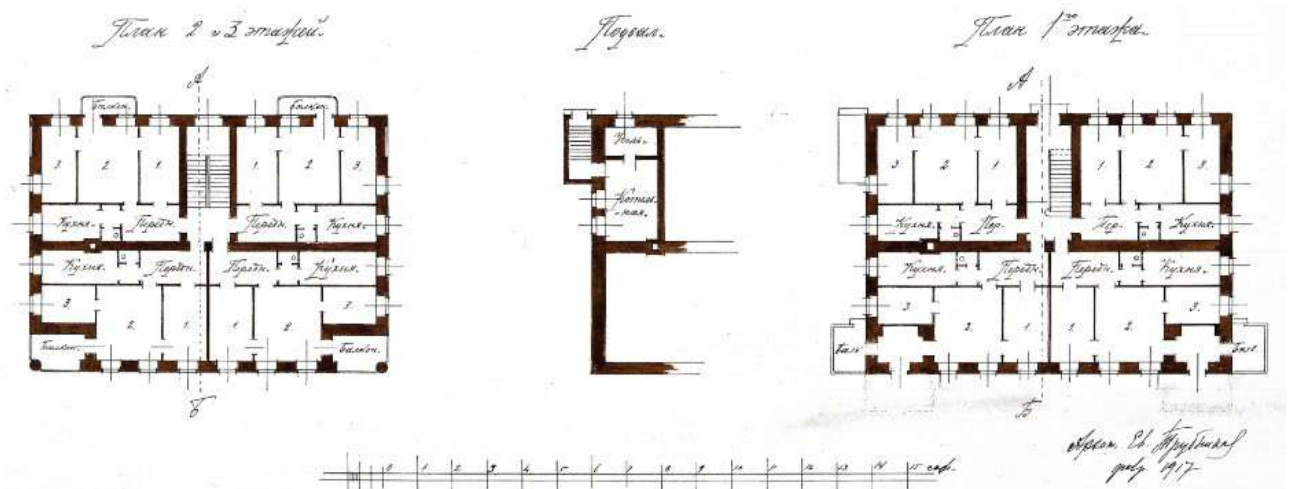 План 2 и 3 этажей.
Подвал.
План 1го этажа.
А
Балкон.
Балкон.
3.
2.
1.
1.
2.
3.
Кухня.
Передн.
Передн.
Кухня.
Кухня.
Передн.
Передн.
Кухня.
3.
2.
1.
1.
2.
3.
Балкон.
Балкон.
Б
Уголь.
Котель-
ная.
А
3
2.
1.
1.
2.
3.
Кухня.
Пер.
Пер.
Кухня.
Кухня.
Передн.
Передн.
Кухня.
3.
2.
1.
1.
2.
3.
Балк
Балк
Б
0 1 2 3 4 5 6 7 8 9 10 11 12 13 14 15 саж.
Архит. Ев. Трубников
февр. 1917